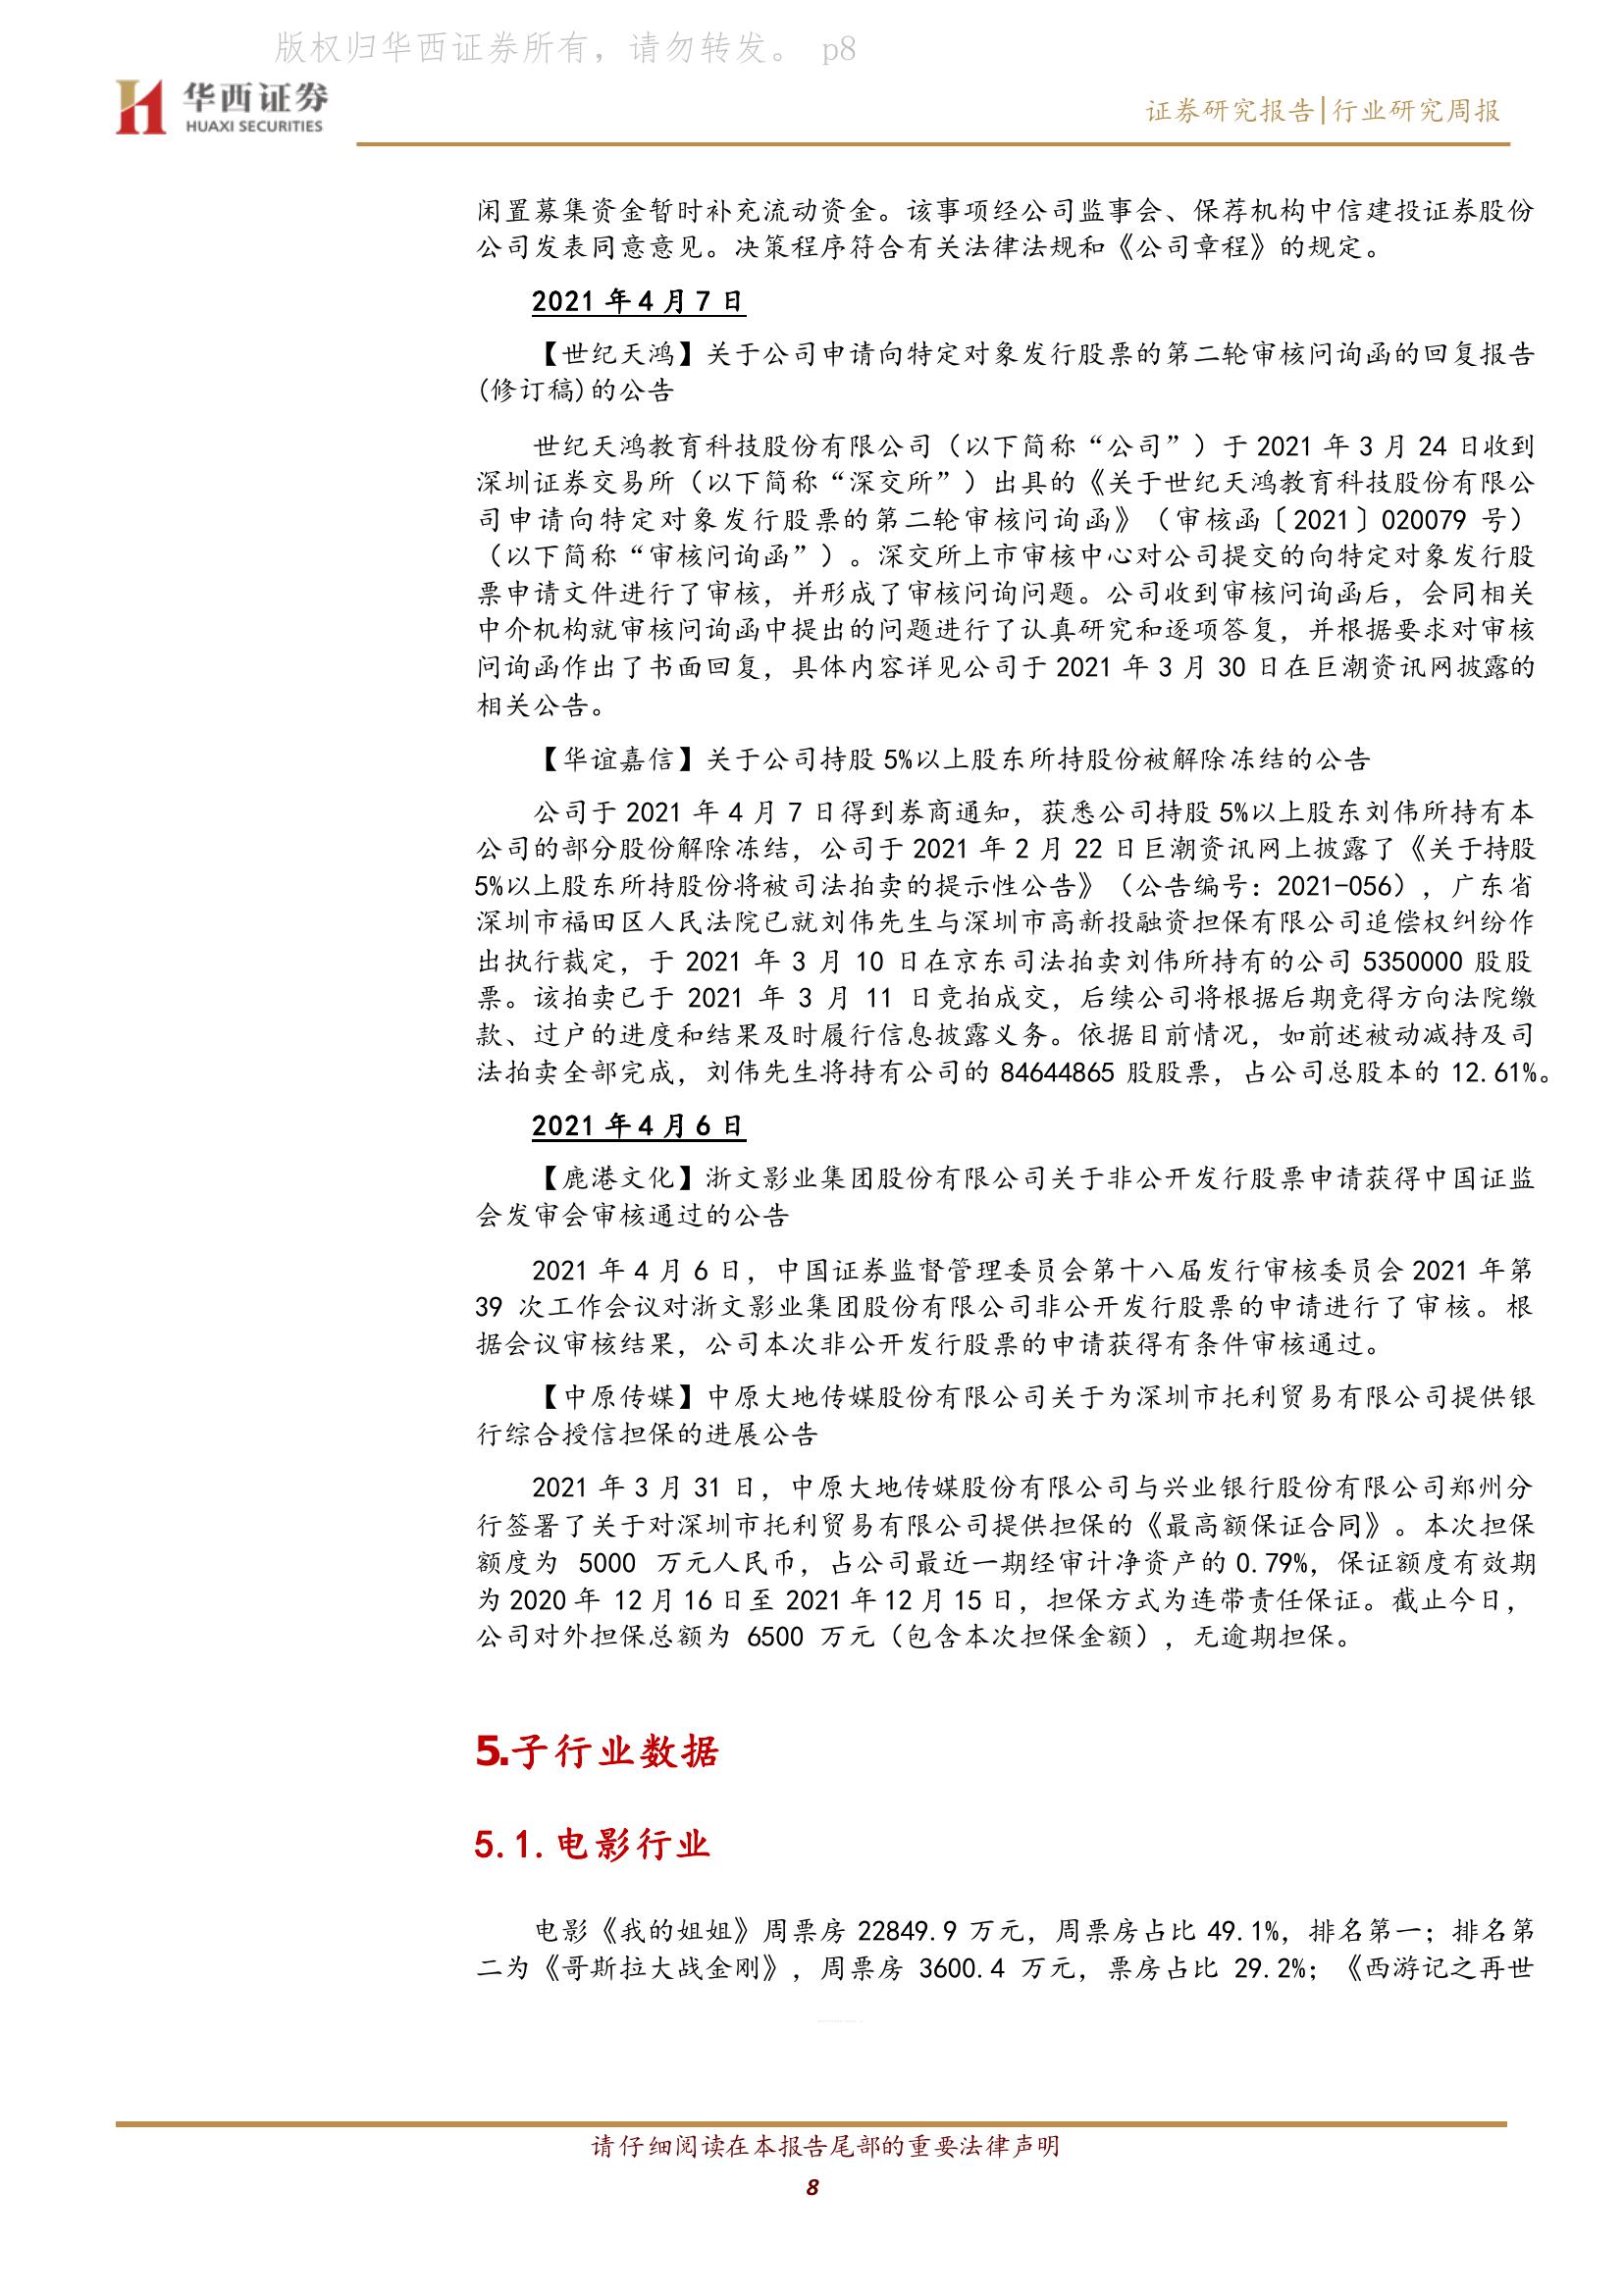 版权归华西证券所有，请勿转发。 p8
华西证券
HUAXI SECURITIES
证券研究报告|行业研究周报
闲置募集资金暂时补充流动资金。该事项经公司监事会、保荐机构中信建投证券股份
公司发表同意意见。决策程序符合有关法律法规和《公司章程》的规定。
2021 年 4 月 7 日
【世纪天鸿】关于公司申请向特定对象发行股票的第二轮审核问询函的回复报告
(修订稿)的公告
世纪天鸿教育科技股份有限公司（以下简称“公司”）于 2021 年 3 月 24 日收到
深圳证券交易所（以下简称“深交所”）出具的《关于世纪天鸿教育科技股份有限公
司申请向特定对象发行股票的第二轮审核问询函》（审核函〔2021〕020079 号）
（以下简称“审核问询函”）。深交所上市审核中心对公司提交的向特定对象发行股
票申请文件进行了审核，并形成了审核问询问题。公司收到审核问询函后，会同相关
中介机构就审核问询函中提出的问题进行了认真研究和逐项答复，并根据要求对审核
问询函作出了书面回复，具体内容详见公司于 2021 年 3 月 30 日在巨潮资讯网披露的
相关公告。
【华谊嘉信】关于公司持股 5%以上股东所持股份被解除冻结的公告
公司于 2021 年 4 月 7 日得到券商通知，获悉公司持股 5%以上股东刘伟所持有本
公司的部分股份解除冻结，公司于 2021 年 2 月 22 日巨潮资讯网上披露了《关于持股
5%以上股东所持股份将被司法拍卖的提示性公告》（公告编号：2021-056），广东省
深圳市福田区人民法院已就刘伟先生与深圳市高新投融资担保有限公司追偿权纠纷作
出执行裁定，于 2021 年 3 月 10 日在京东司法拍卖刘伟所持有的公司 5350000 股股
票。该拍卖已于 2021 年 3 月 11 日竞拍成交，后续公司将根据后期竞得方向法院缴
款、过户的进度和结果及时履行信息披露义务。依据目前情况，如前述被动减持及司
法拍卖全部完成，刘伟先生将持有公司的 84644865 股股票，占公司总股本的 12.61%。
2021 年 4 月 6 日
【鹿港文化】浙文影业集团股份有限公司关于非公开发行股票申请获得中国证监
会发审会审核通过的公告
2021 年 4 月 6 日，中国证券监督管理委员会第十八届发行审核委员会 2021 年第
39 次工作会议对浙文影业集团股份有限公司非公开发行股票的申请进行了审核。根
据会议审核结果，公司本次非公开发行股票的申请获得有条件审核通过。
【中原传媒】中原大地传媒股份有限公司关于为深圳市托利贸易有限公司提供银
行综合授信担保的进展公告
2021 年 3 月 31 日，中原大地传媒股份有限公司与兴业银行股份有限公司郑州分
行签署了关于对深圳市托利贸易有限公司提供担保的《最高额保证合同》。本次担保
额度为 5000 万元人民币，占公司最近一期经审计净资产的 0.79%，保证额度有效期
为 2020 年 12 月 16 日至 2021 年 12 月 15 日，担保方式为连带责任保证。截止今日，
公司对外担保总额为 6500 万元（包含本次担保金额），无逾期担保。
5.子行业数据
5.1.电影行业
电影《我的姐姐》周票房 22849.9 万元，周票房占比 49.1%，排名第一；排名第
二为《哥斯拉大战金刚》，周票房 3600.4 万元，票房占比 29.2%；《西游记之再世
请仔细阅读在本报告尾部的重要法律声明
8